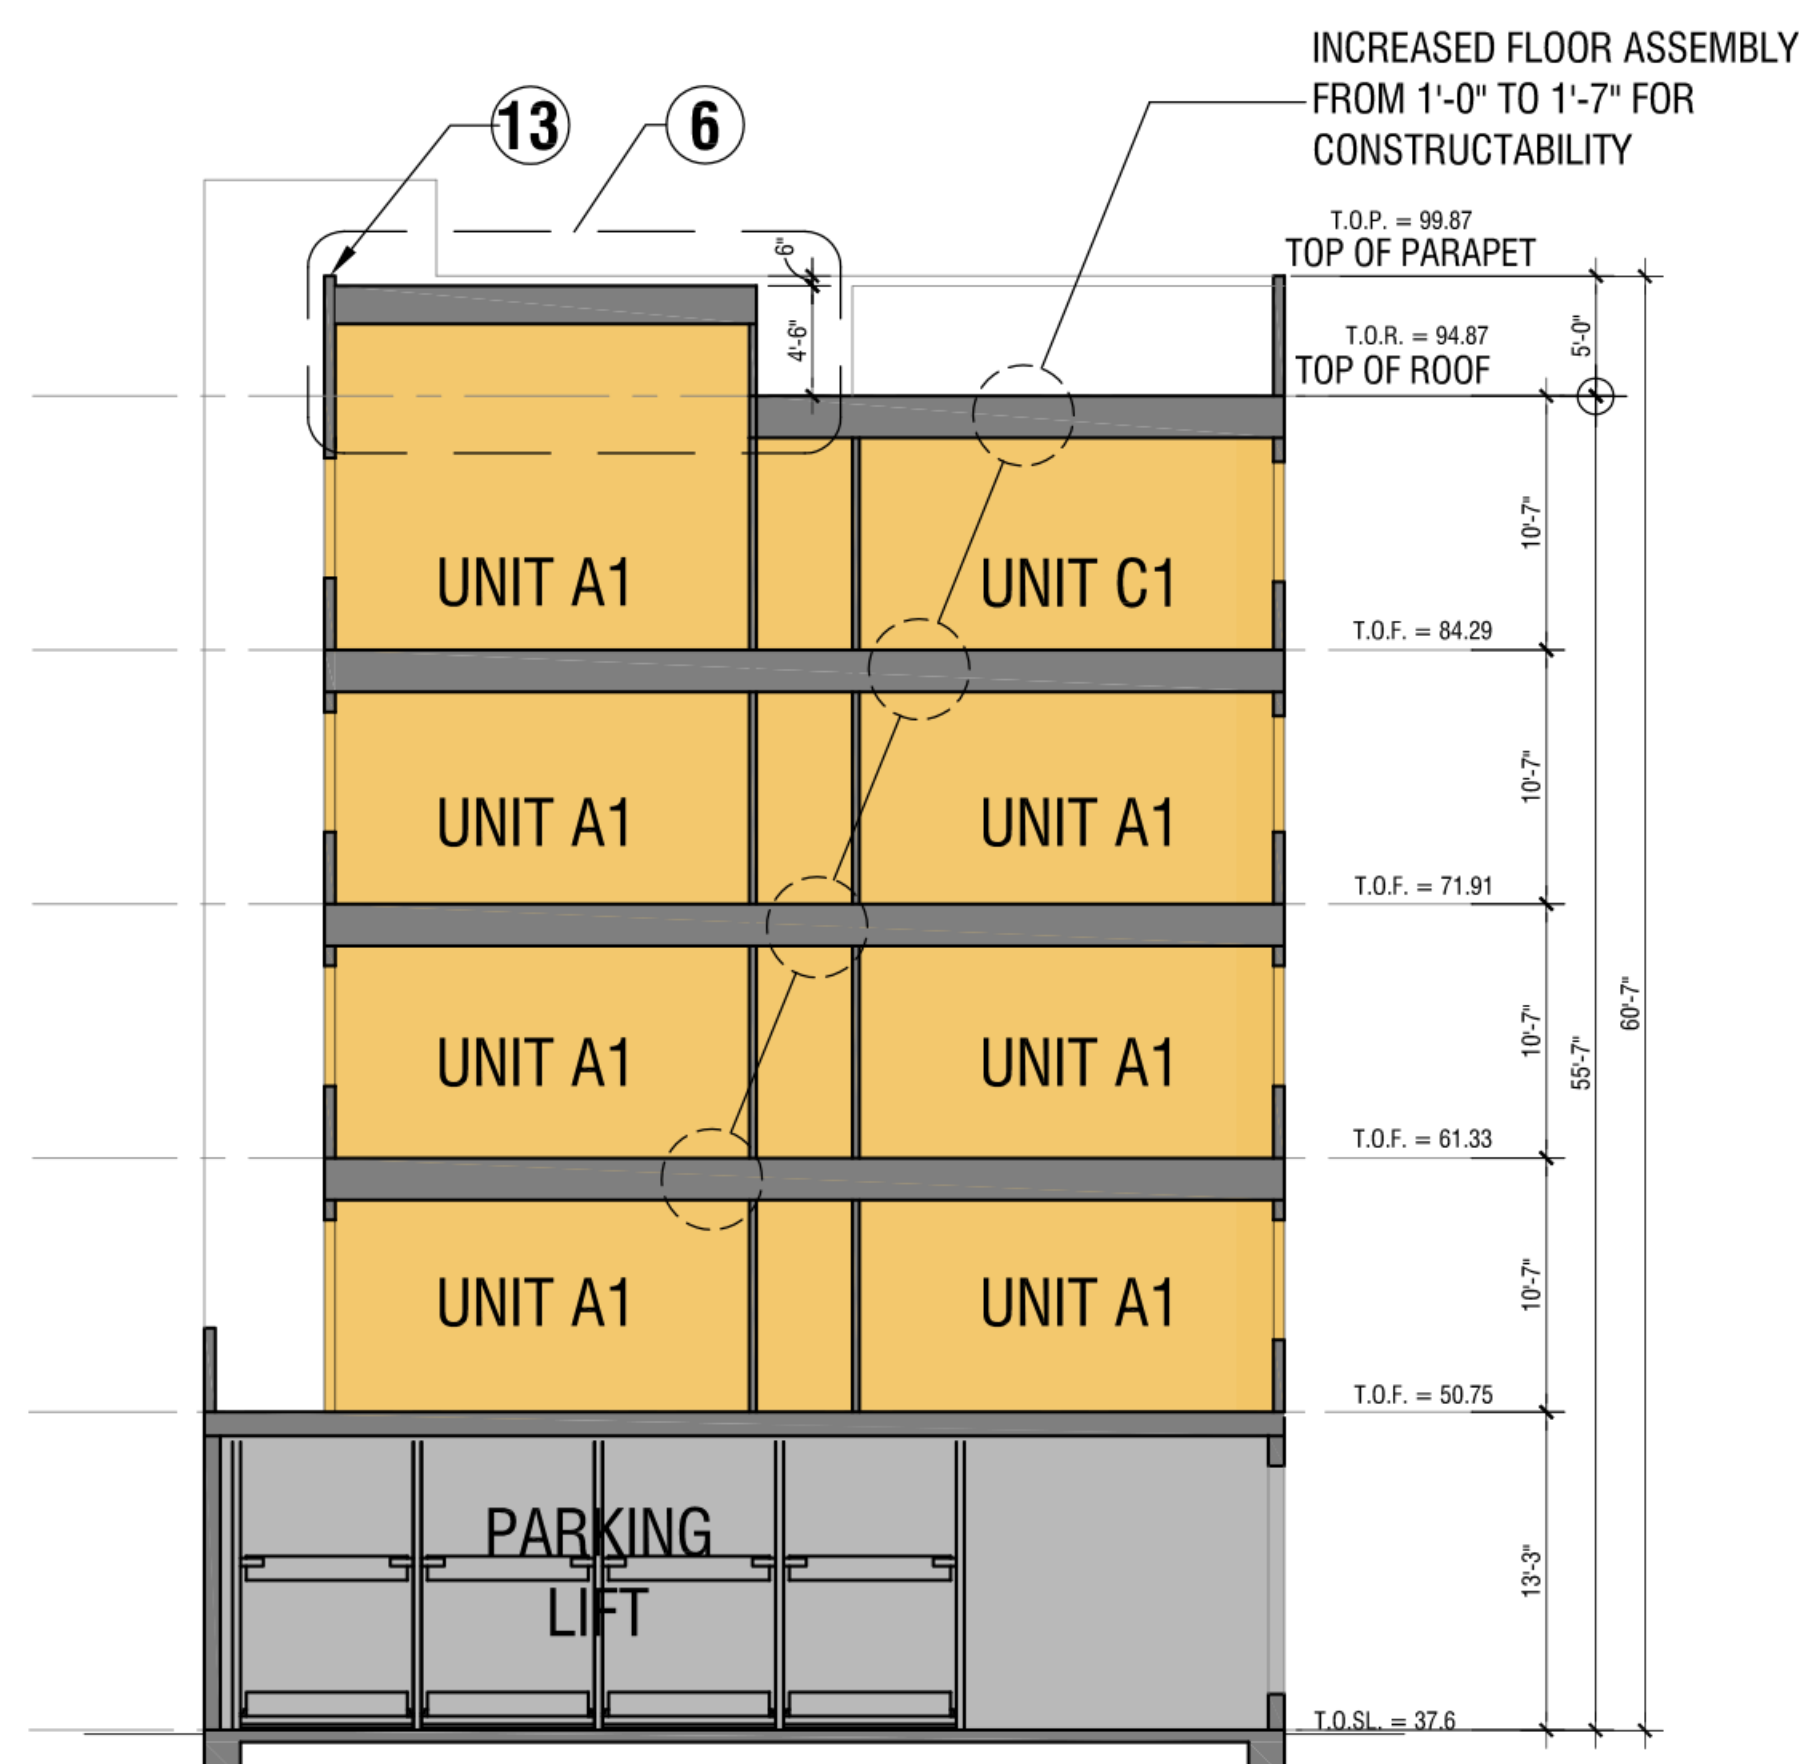 INCREASED FLOOR ASSEMBLY
FROM 1'-0" TO 1'-7" FOR
CONSTRUCTABILITY
13
6
T.O.P. = 99.87
TOP OF PARAPET
6"
4'-6"
T.O.R. = 94.87
TOP OF ROOF
5'-0"
10'-7"
UNIT A1
UNIT C1
T.O.F. = 84.29
10'-7"
UNIT A1
UNIT A1
T.O.F. = 71.91
10'-7"
60'-7"
55'-7"
UNIT A1
UNIT A1
T.O.F. = 61.33
10'-7"
UNIT A1
UNIT A1
T.O.F. = 50.75
PARKING
LIFT
13'-3"
T.O.SL. = 37.6